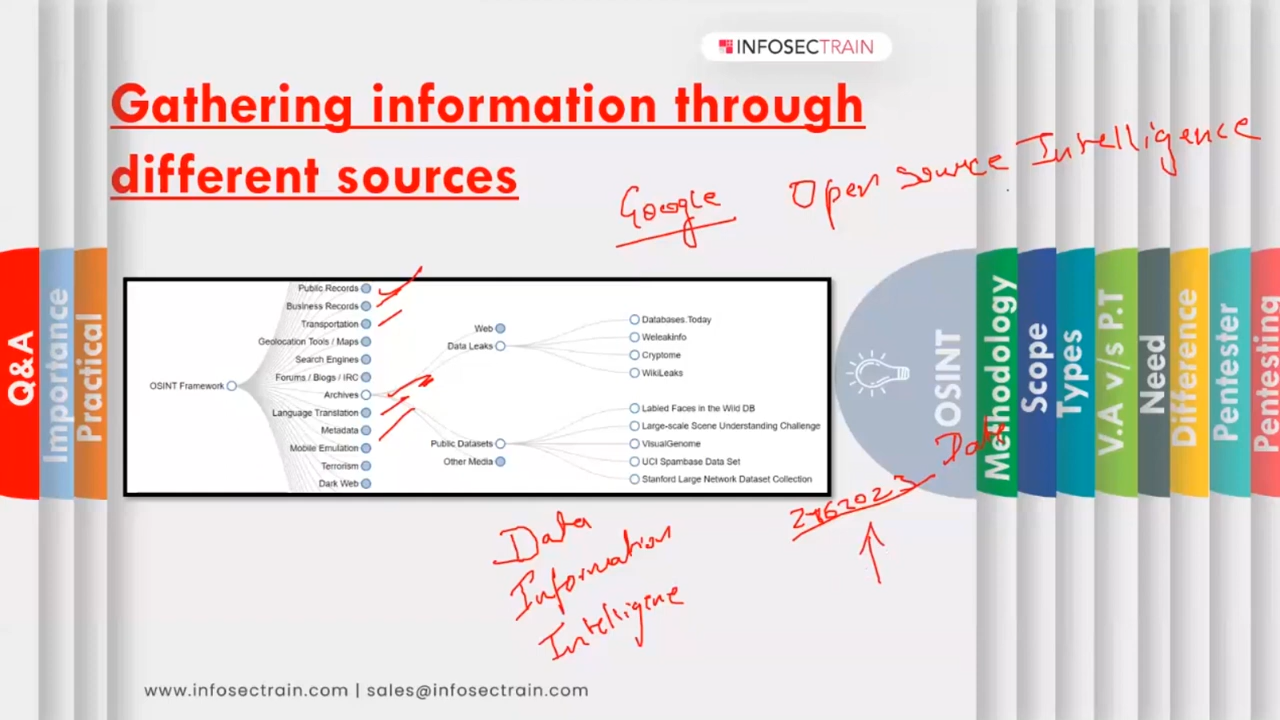 INFOSECTRAIN
Gathering information through
different sources
Google
Open Source Intelligence
OSINT Framework
Public Records
Business Records
Transportation
Geolocation Tools / Maps
Search Engines
Forums / Blogs / IRC
Archives
Language Translation
Metadata
Mobile Emulation
Terrorism
Dark Web
Web
Data Leaks
Public Datasets
Other Media
Databases.Today
Weleakinfo
Cryptome
WikiLeaks
Labled Faces in the Wild DB
Large-scale Scene Understanding Challenge
VisualGenome
UCI Spambase Data Set
Stanford Large Network Dataset Collection
Q&A
Importance
Practical
OSINT
Methodology
Scope
Types
V.A v/s P.T
Need
Difference
Pentester
Pentesting
Data
Data
Information
Intelligene
www.infosectrain.com | sales@infosectrain.com